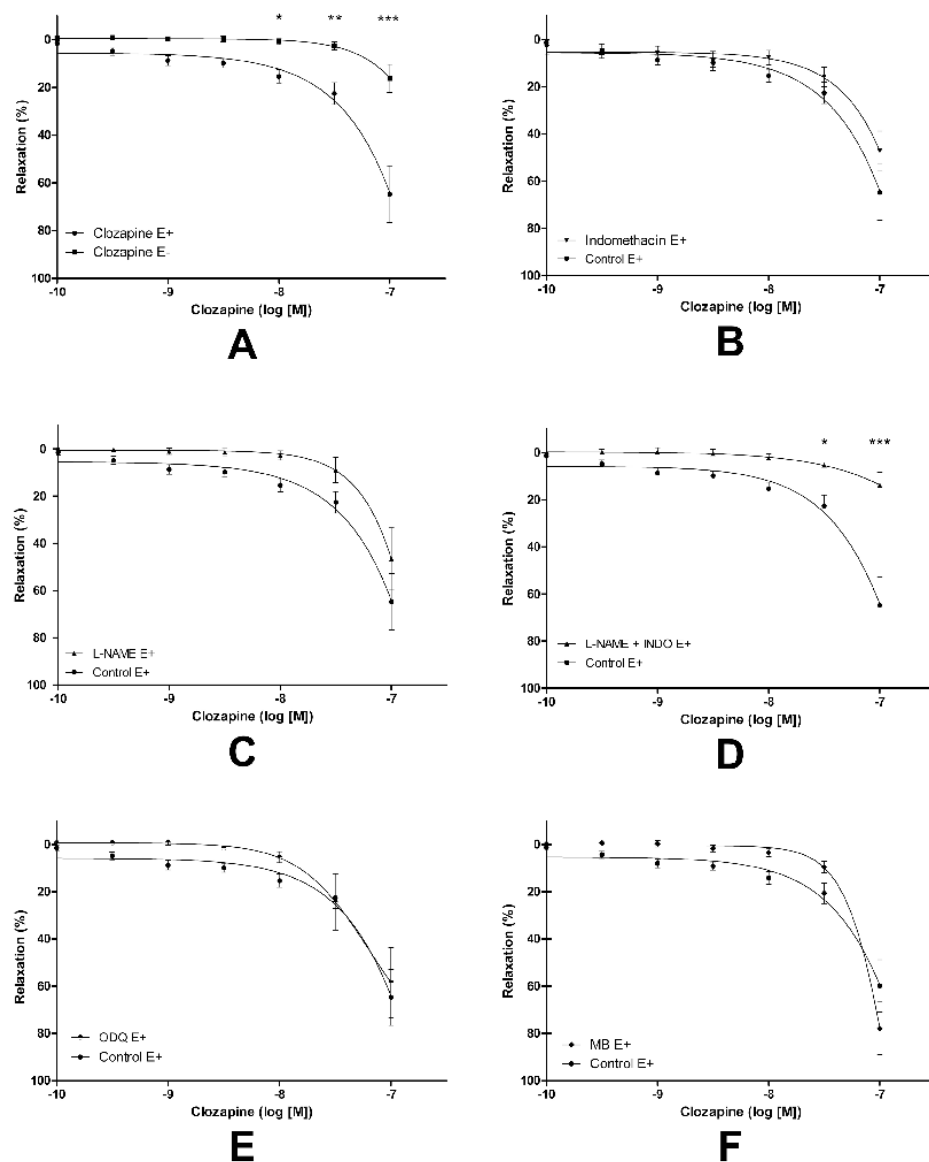 * ** ***
0
20
40
60
80
100
Relaxation (%)
Clozapine E+
Clozapine E-
-10 -9 -8 -7
Clozapine (log [M])
A
0
20
40
60
80
100
Relaxation (%)
Indomethacin E+
Control E+
-10 -9 -8 -7
Clozapine (log [M])
B
0
20
40
60
80
100
Relaxation (%)
L-NAME E+
Control E+
-10 -9 -8 -7
Clozapine (log [M])
C
* ***
0
20
40
60
80
100
Relaxation (%)
L-NAME + INDO E+
Control E+
-10 -9 -8 -7
Clozapine (log [M])
D
0
20
40
60
80
100
Relaxation (%)
ODQ E+
Control E+
-10 -9 -8 -7
Clozapine (log [M])
E
0
20
40
60
80
100
Relaxation (%)
MB E+
Control E+
-10 -9 -8 -7
Clozapine (log [M])
F